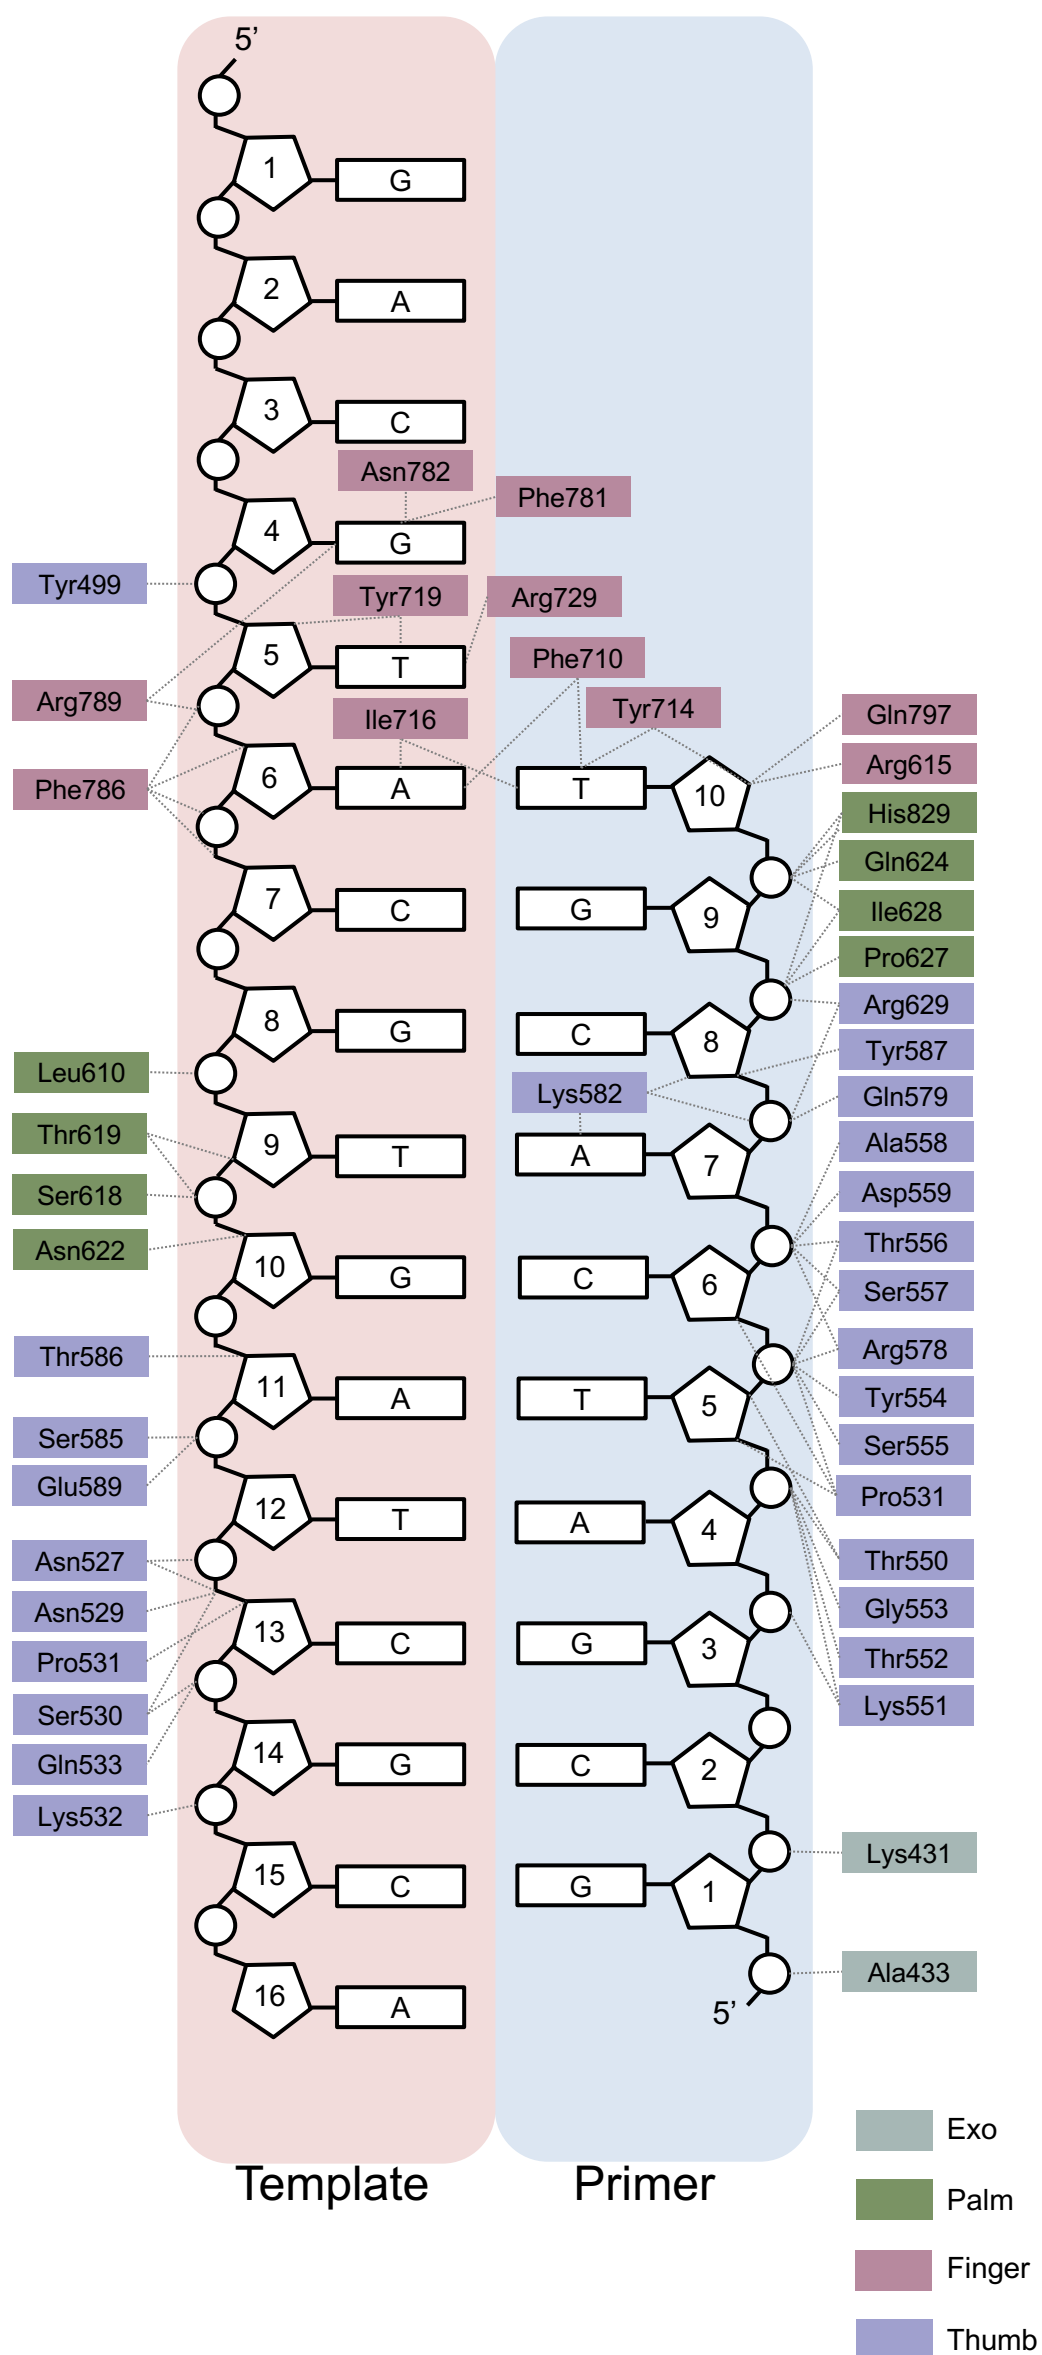 5’
1 G
2 A
3 C
Asn782
Phe781
4 G
Tyr499
Tyr719
Arg729
5 T
Phe710
Arg789
Ile716
Tyr714
Gln797
Phe786
6 A
T 10
Arg615
His829
Gln624
7 C
G 9
Ile628
Pro627
Arg629
8 G
C 8
Tyr587
Leu610
Lys582
Gln579
Thr619
9 T
A 7
Ala558
Ser618
Asp559
Asn622
Thr556
10 G
C 6
Ser557
Thr586
Arg578
11 A
T 5
Tyr554
Ser585
Ser555
Glu589
Pro531
12 T
A 4
Asn527
Thr550
Asn529
Gly553
13 C
G 3
Pro531
Thr552
Ser530
Lys551
Gln533
14 G
C 2
Lys532
Lys431
15 C
G 1
Ala433
16 A
5’
Exo
Template Primer
Palm
Finger
Thumb